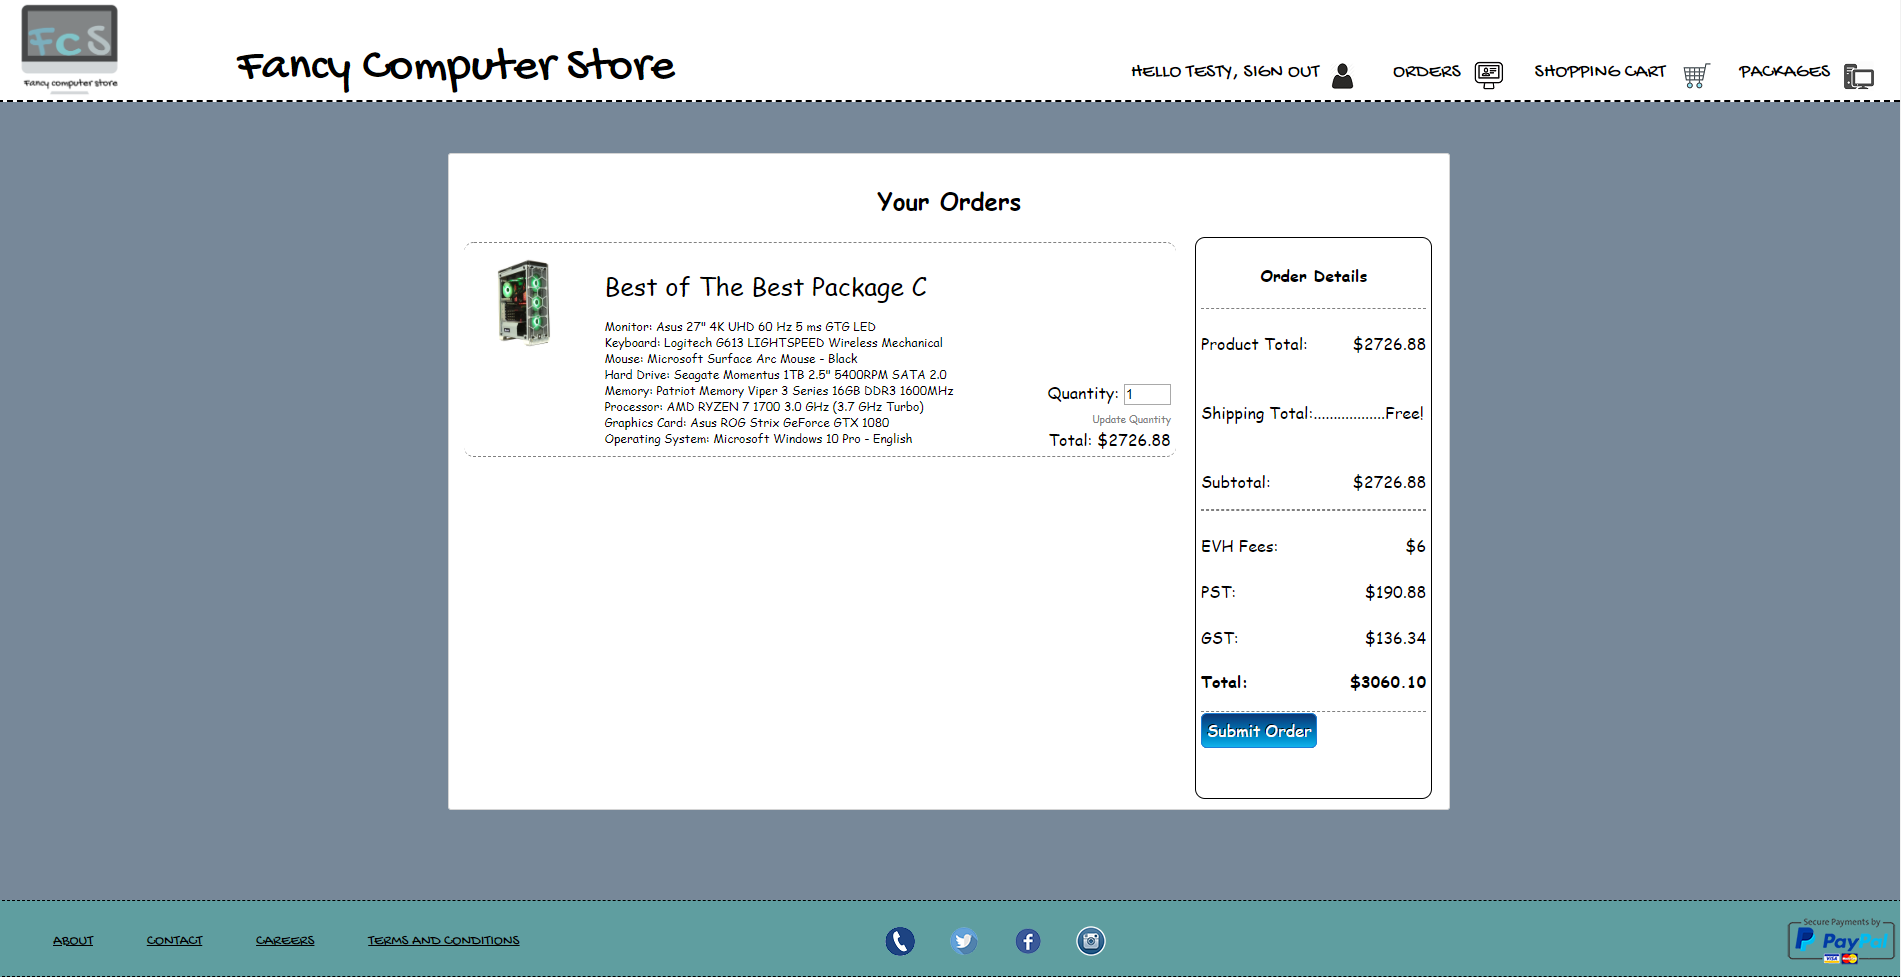 FcS
Fancy computer store
Fancy Computer Store
HELLO TESTY, SIGN OUT
ORDERS
SHOPPING CART
PACKAGES
Your Orders
Best of The Best Package C
Monitor: Asus 27" 4K UHD 60 Hz 5 ms GTG LED
Keyboard: Logitech G613 LIGHTSPEED Wireless Mechanical
Mouse: Microsoft Surface Arc Mouse - Black
Hard Drive: Seagate Momentus 1TB 2.5" 5400RPM SATA 2.0
Memory: Patriot Memory Viper 3 Series 16GB DDR3 1600MHz
Processor: AMD RYZEN 7 1700 3.0 GHz (3.7 GHz Turbo)
Graphics Card: Asus ROG Strix GeForce GTX 1080
Operating System: Microsoft Windows 10 Pro - English
Quantity: 1
Update Quantity
Total: $2726.88
Order Details
Product Total: $2726.88
Shipping Total:..................Free!
Subtotal: $2726.88
EVH Fees: $6
PST: $190.88
GST: $136.34
Total: $3060.10
Submit Order
ABOUT
CONTACT
CAREERS
TERMS AND CONDITIONS
Secure Payments by
PayPal
VISA MasterCard